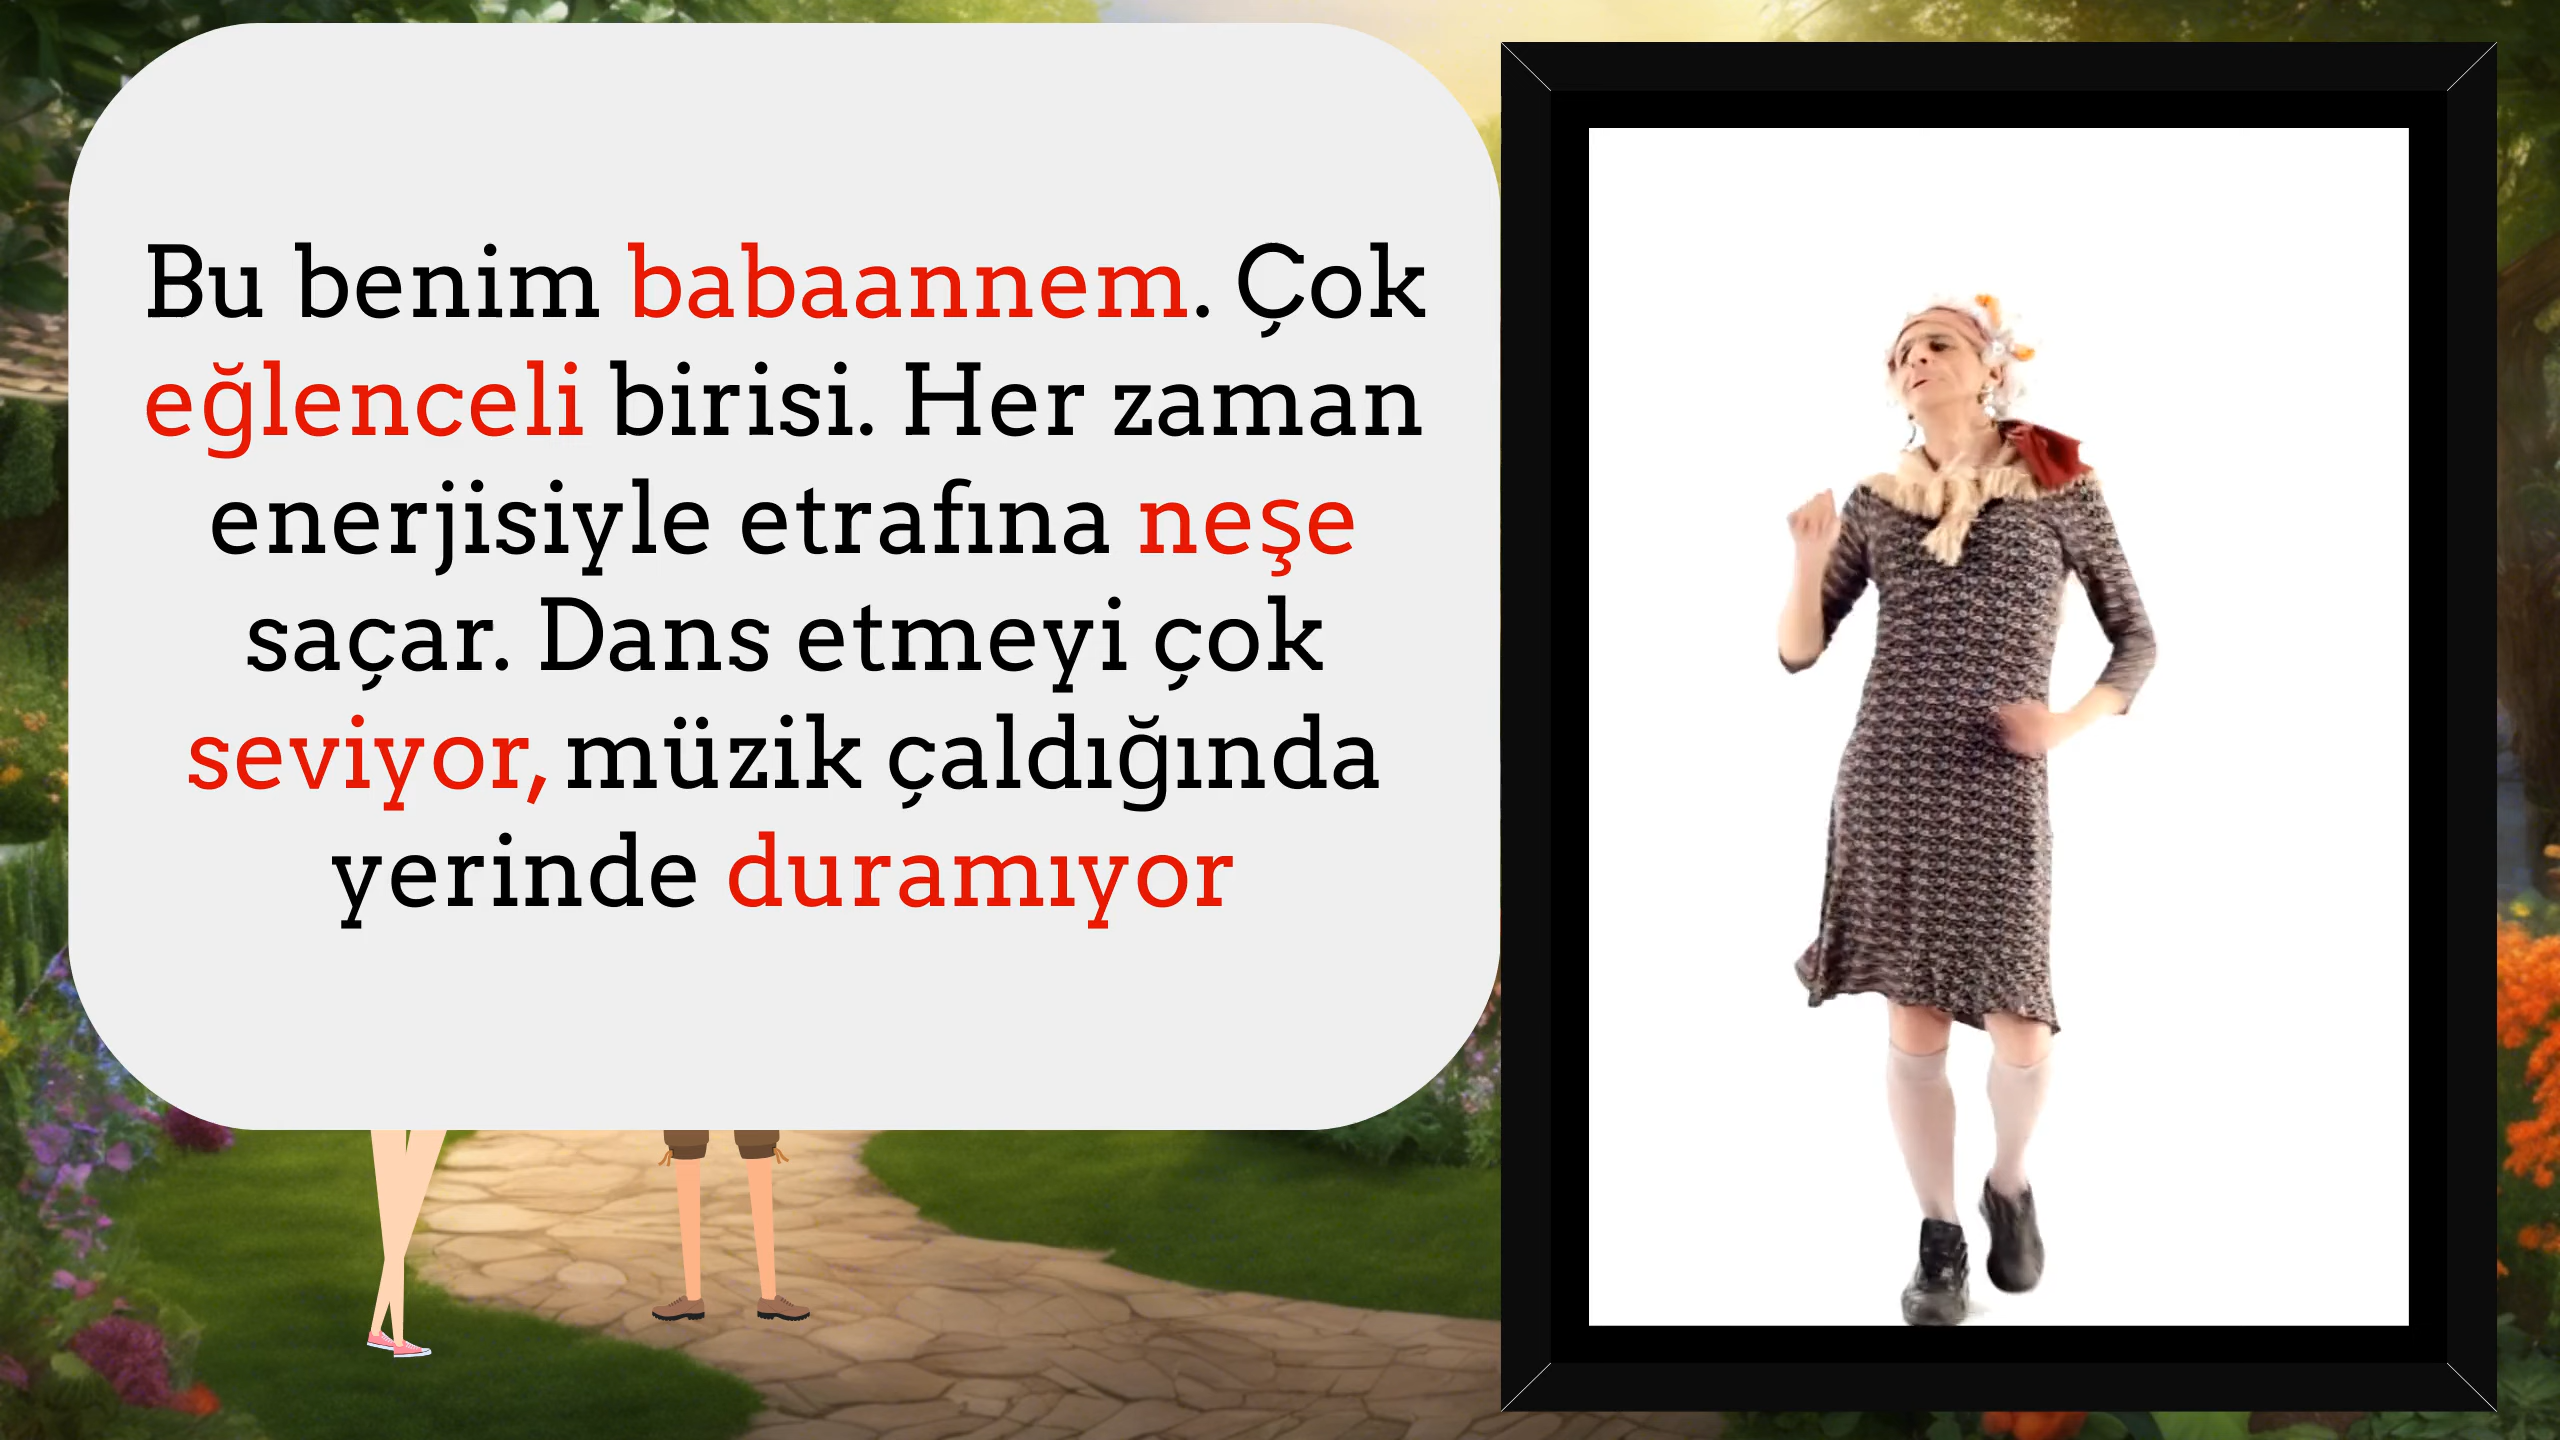 Bu benim babaannem. Çok
eğlenceli birisi. Her zaman
enerjisiyle etrafına neşe
saçar. Dans etmeyi çok
seviyor, müzik çaldığında
yerinde duramıyor